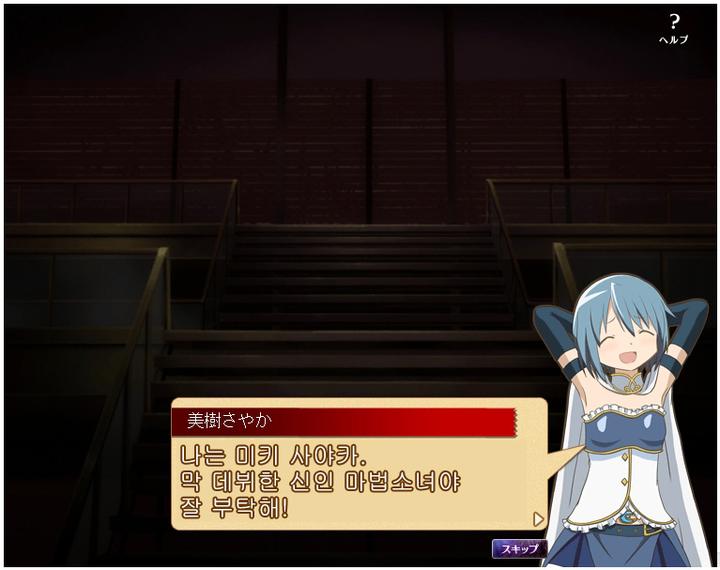 ?
ヘルプ
美樹さやか
나는 미키 사야카.
막 데뷔한 신인 마법소녀야
잘 부탁해!
スキップ